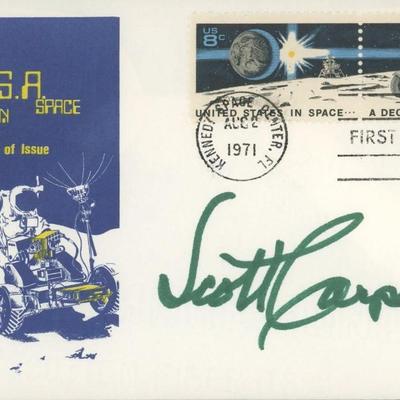 S.A.
N SPACE
of Issue
US
8c
UNITED STATES IN SPACE... A DEC
KENNEDY SPACE CENTER, FL
AUG 2
1971
FIRST
Scott Carp